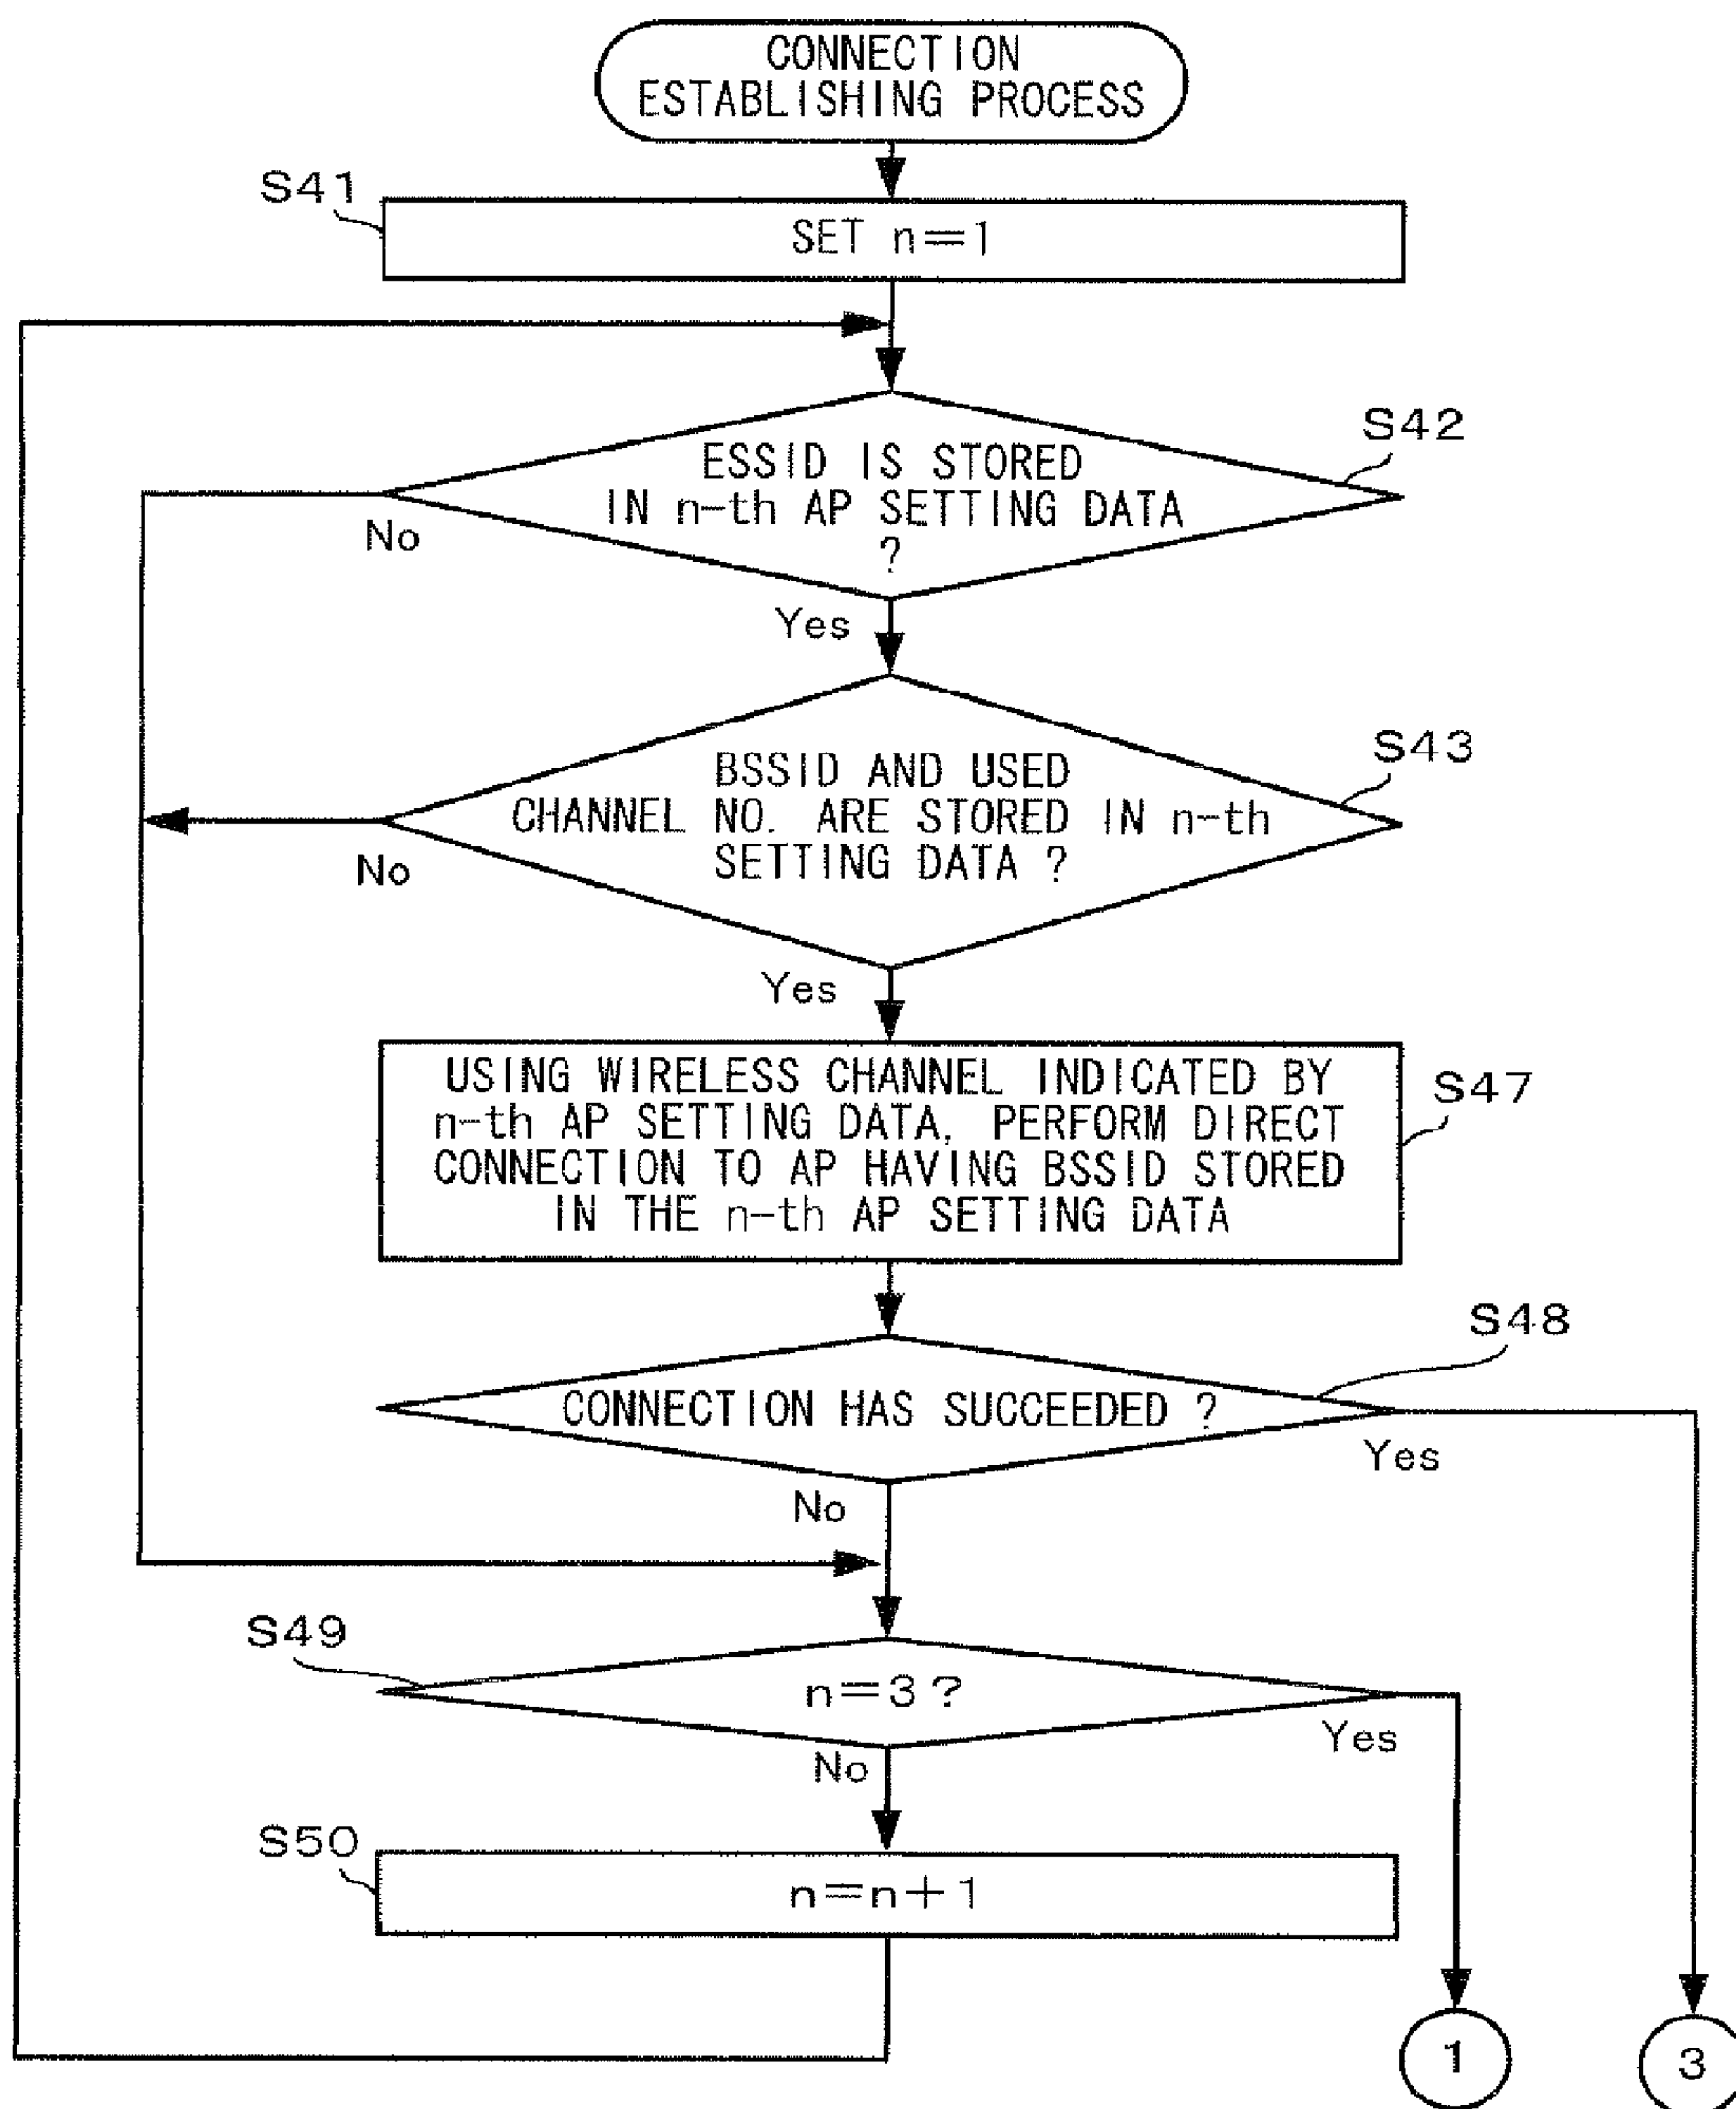 CONNECTION
ESTABLISHING PROCESS
S41
SET n=1
S42
ESSID IS STORED
IN n-th AP SETTING DATA
?
No
Yes
S43
BSSID AND USED
CHANNEL NO. ARE STORED IN n-th
SETTING DATA ?
No
Yes
S47
USING WIRELESS CHANNEL INDICATED BY
n-th AP SETTING DATA, PERFORM DIRECT
CONNECTION TO AP HAVING BSSID STORED
IN THE n-th AP SETTING DATA
S48
CONNECTION HAS SUCCEEDED ?
Yes
No
S49
n=3?
Yes
No
S50
n=n+1
1
3